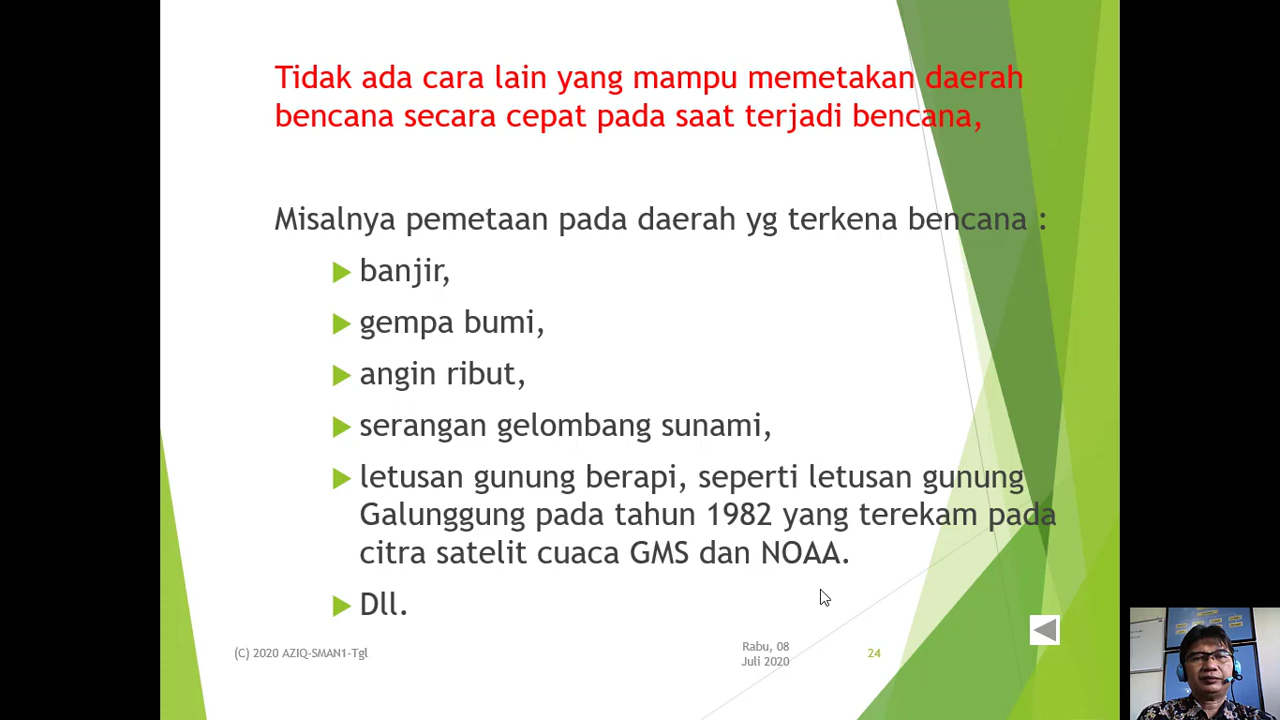 Tidak ada cara lain yang mampu memetakan daerah
bencana secara cepat pada saat terjadi bencana,
Misalnya pemetaan pada daerah yg terkena bencana :
banjir,
gempa bumi,
angin ribut,
serangan gelombang sunami,
letusan gunung berapi, seperti letusan gunung
Galunggung pada tahun 1982 yang terekam pada
citra satelit cuaca GMS dan NOAA.
Dll.
(C) 2020 AZIQ-SMAN1-Tgl
Rabu, 08
Juli 2020
24